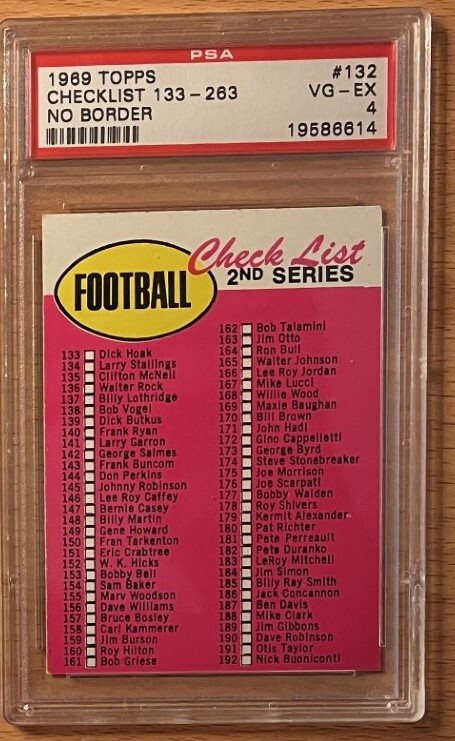 PSA
1969 TOPPS #132
CHECKLIST 133-263 VG-EX
NO BORDER 4
19586614
Check List
2ND SERIES
FOOTBALL
133 Dick Hoak
134 Larry Stallings
135 Clifton McNeil
136 Walter Rock
137 Billy Lothridge
138 Bob Vogel
139 Dick Butkus
140 Frank Ryan
141 Larry Garron
142 George Saimes
143 Frank Buncom
144 Don Perkins
145 Johnny Robinson
146 Lee Roy Caffey
147 Bernie Casey
148 Billy Martin
149 Gene Howard
150 Fran Tarkenton
151 Eric Crabtree
152 W. K. Hicks
153 Bobby Bell
154 Sam Baker
155 Marv Woodson
156 Dave Williams
157 Bruce Bosley
158 Carl Kammerer
159 Jim Burson
160 Roy Hilton
161 Bob Griese
162 Bob Talamini
163 Jim Otto
164 Ron Bull
165 Walter Johnson
166 Lee Roy Jordan
167 Mike Lucci
168 Willie Wood
169 Maxie Baughan
170 Bill Brown
171 John Hadl
172 Gino Cappelletti
173 George Byrd
174 Steve Stonebreaker
175 Joe Morrison
176 Joe Scarpati
177 Bobby Walden
178 Roy Shivers
179 Kermit Alexander
180 Pat Richter
181 Pete Perreault
182 Pete Duranko
183 LeRoy Mitchell
184 Jim Simon
185 Billy Ray Smith
186 Jack Concannon
187 Ben Davis
188 Mike Clark
189 Jim Gibbons
190 Dave Robinson
191 Otis Taylor
192 Nick Buoniconti